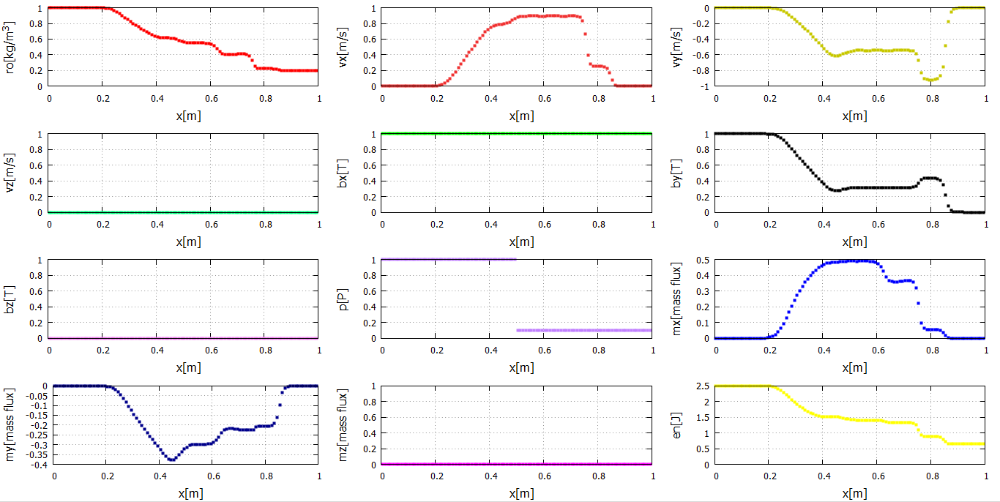 ro[kg/m³]
1
0.8
0.6
0.4
0.2
0
0 0.2 0.4 0.6 0.8 1
x[m]
vx[m/s]
1
0.8
0.6
0.4
0.2
0
0 0.2 0.4 0.6 0.8 1
x[m]
vy[m/s]
0
-0.2
-0.4
-0.6
-0.8
-1
0 0.2 0.4 0.6 0.8 1
x[m]
vz[m/s]
1
0.8
0.6
0.4
0.2
0
0 0.2 0.4 0.6 0.8 1
x[m]
bx[T]
1
0.8
0.6
0.4
0.2
0
0 0.2 0.4 0.6 0.8 1
x[m]
by[T]
1
0.8
0.6
0.4
0.2
0
0 0.2 0.4 0.6 0.8 1
x[m]
bz[T]
1
0.8
0.6
0.4
0.2
0
0 0.2 0.4 0.6 0.8 1
x[m]
p[P]
1
0.8
0.6
0.4
0.2
0
0 0.2 0.4 0.6 0.8 1
x[m]
mx[mass flux]
0.5
0.4
0.3
0.2
0.1
0
0 0.2 0.4 0.6 0.8 1
x[m]
my[mass flux]
0
-0.05
-0.1
-0.15
-0.2
-0.25
-0.3
-0.35
-0.4
0 0.2 0.4 0.6 0.8 1
x[m]
mz[mass flux]
1
0.8
0.6
0.4
0.2
0
0 0.2 0.4 0.6 0.8 1
x[m]
en[J]
2.5
2
1.5
1
0.5
0
0 0.2 0.4 0.6 0.8 1
x[m]